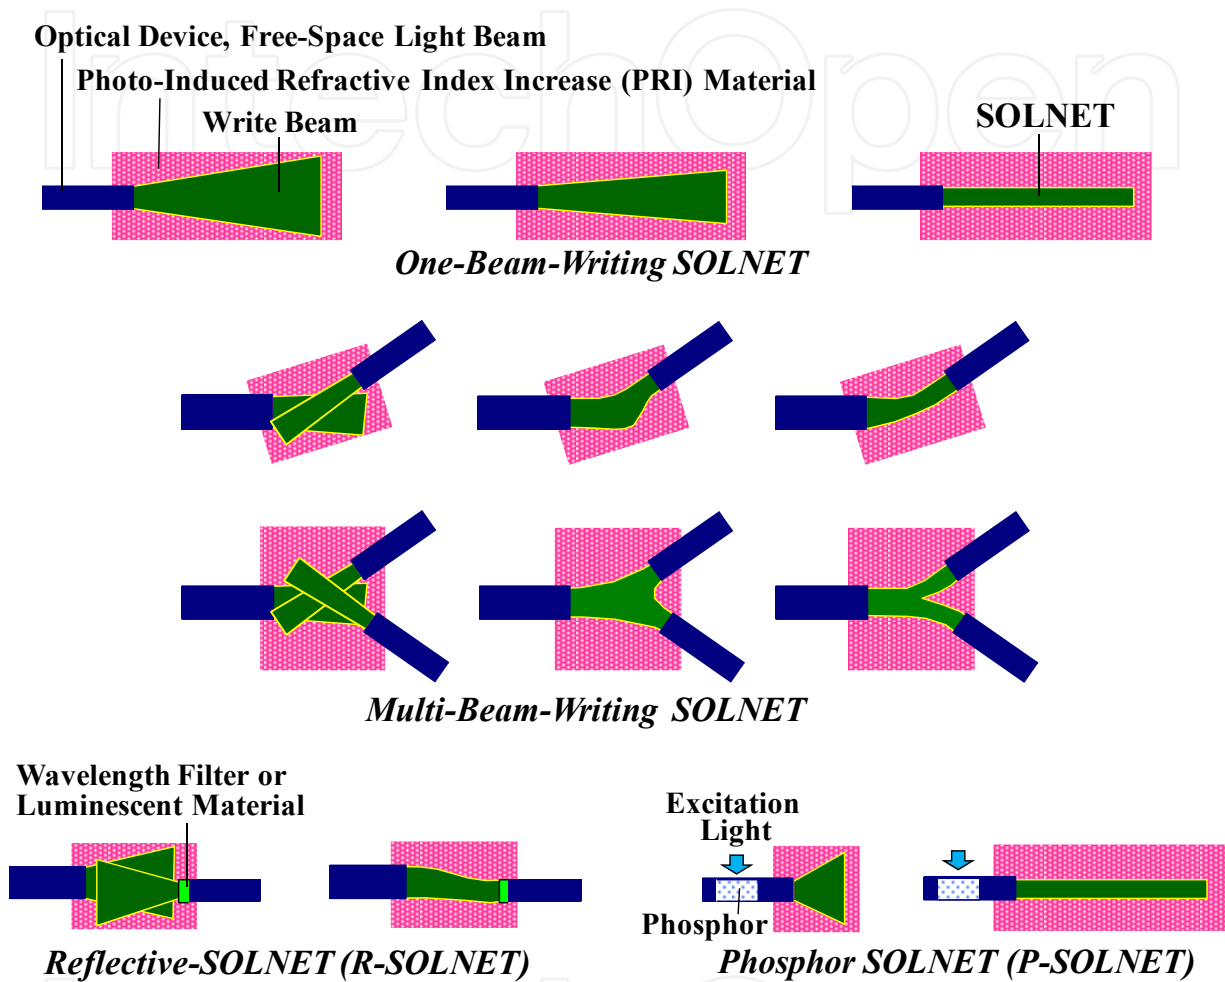 IntechOpen
Optical Device, Free-Space Light Beam
Photo-Induced Refractive Index Increase (PRI) Material
Write Beam
SOLNET
One-Beam-Writing SOLNET
Multi-Beam-Writing SOLNET
Wavelength Filter or
Luminescent Material
Excitation
Light
Phosphor
Reflective-SOLNET (R-SOLNET)
Phosphor SOLNET (P-SOLNET)